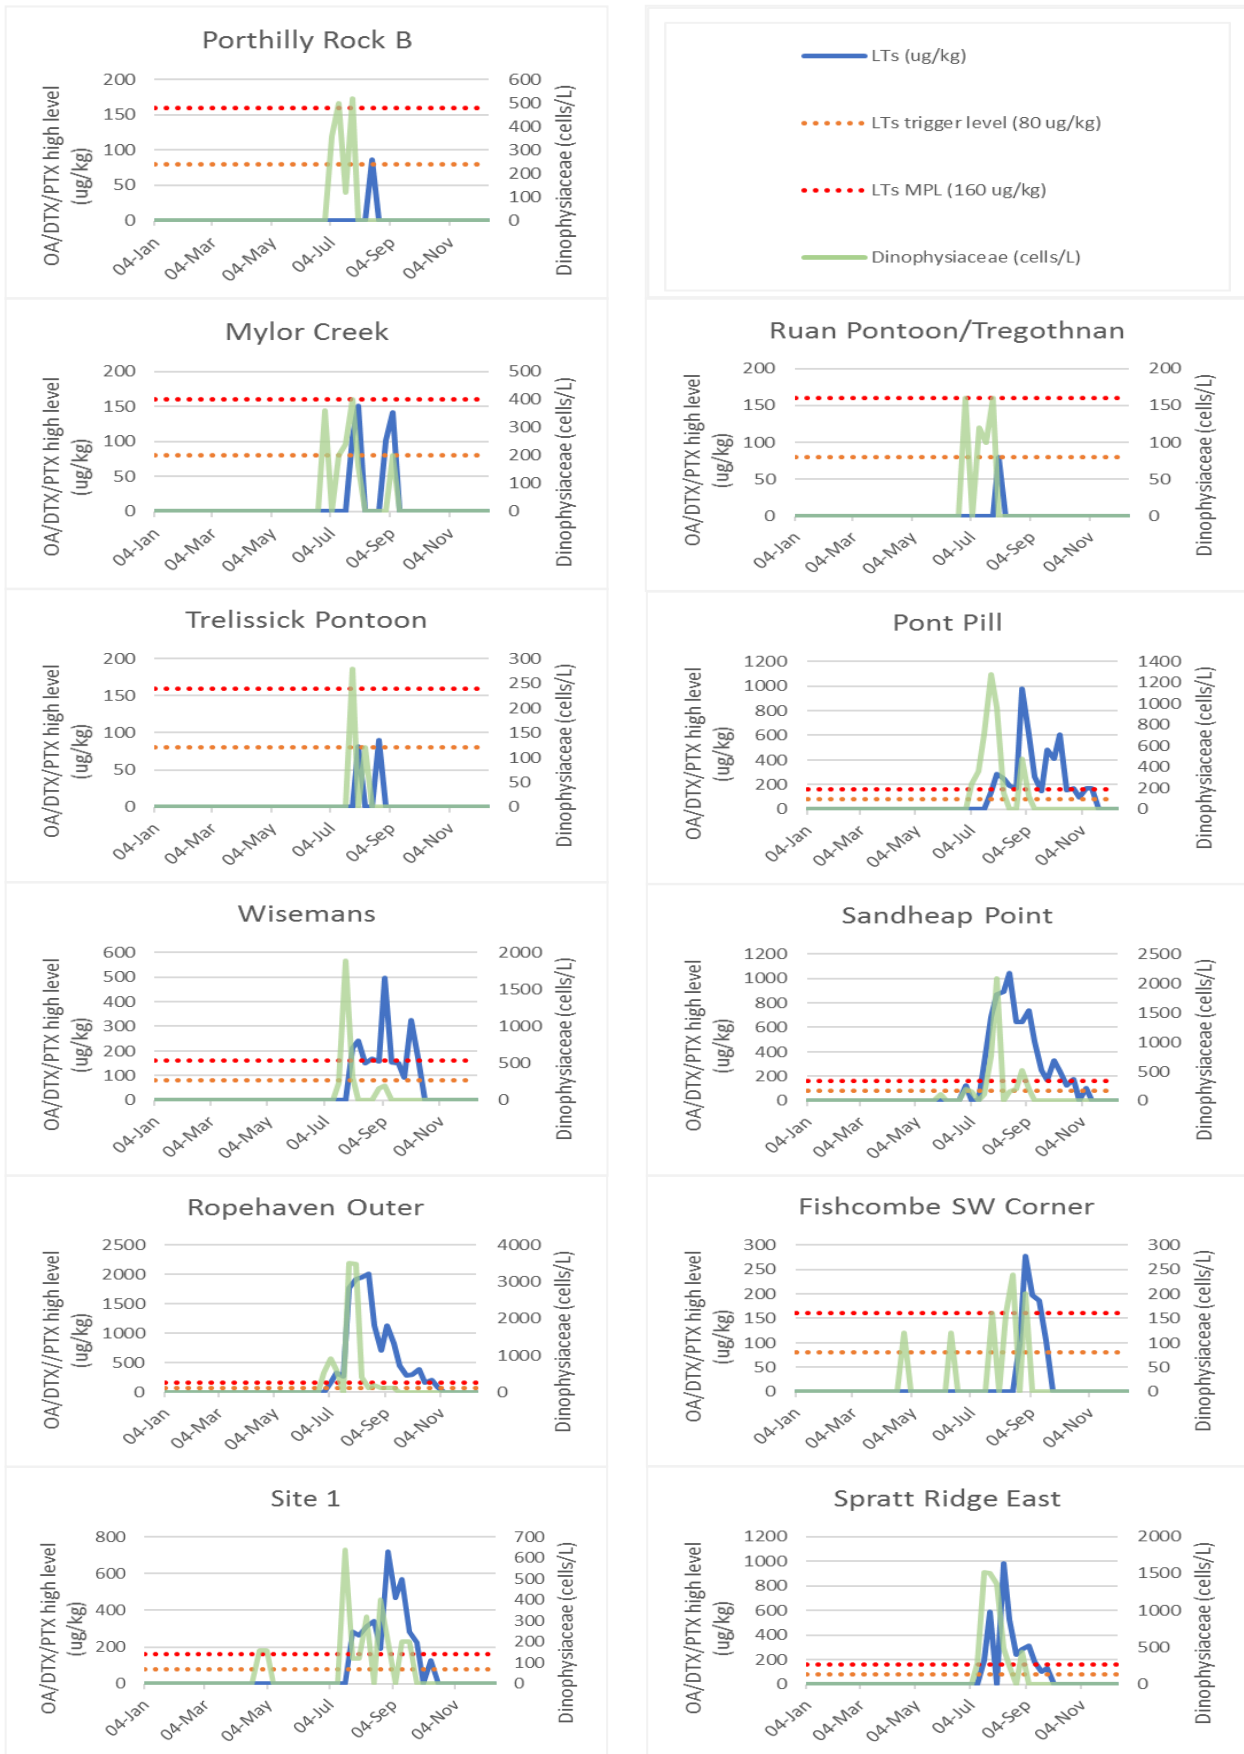 Porthilly Rock B
OA/DTX/PTX high level
(ug/kg)
200
150
100
50
0
600
500
400
300
200
100
0
Dinophysiaceae (cells/L)
04-Jan
04-Mar
04-May
04-Jul
04-Sep
04-Nov
LTs (ug/kg)
LTs trigger level (80 ug/kg)
LTs MPL (160 ug/kg)
Dinophysiaceae (cells/L)
Mylor Creek
OA/DTX/PTX high level
(ug/kg)
200
150
100
50
0
500
400
300
200
100
0
Dinophysiaceae (cells/L)
04-Jan
04-Mar
04-May
04-Jul
04-Sep
04-Nov
Ruan Pontoon/Tregothnan
OA/DTX/PTX high level
(ug/kg)
200
150
100
50
0
200
150
100
50
0
Dinophysiaceae (cells/L)
04-Jan
04-Mar
04-May
04-Jul
04-Sep
04-Nov
Trelissick Pontoon
OA/DTX/PTX high level
(ug/kg)
200
150
100
50
0
300
250
200
150
100
50
0
Dinophysiaceae (cells/L)
04-Jan
04-Mar
04-May
04-Jul
04-Sep
04-Nov
Pont Pill
OA/DTX/PTX high level
(ug/kg)
1200
1000
800
600
400
200
0
1400
1200
1000
800
600
400
200
0
Dinophysiaceae (cells/L)
04-Jan
04-Mar
04-May
04-Jul
04-Sep
04-Nov
Wisemans
OA/DTX/PTX high level
(ug/kg)
600
500
400
300
200
100
0
2000
1500
1000
500
0
Dinophysiaceae (cells/L)
04-Jan
04-Mar
04-May
04-Jul
04-Sep
04-Nov
Sandheap Point
OA/DTX/PTX high level
(ug/kg)
1200
1000
800
600
400
200
0
2500
2000
1500
1000
500
0
Dinophysiaceae (cells/L)
04-Jan
04-Mar
04-May
04-Jul
04-Sep
04-Nov
Ropehaven Outer
OA/DTX//PTX high level
(ug/kg)
2500
2000
1500
1000
500
0
4000
3000
2000
1000
0
Dinophysiaceae (cells/L)
04-Jan
04-Mar
04-May
04-Jul
04-Sep
04-Nov
Fishcombe SW Corner
OA/DTX/PTX high level
(ug/kg)
300
250
200
150
100
50
0
300
250
200
150
100
50
0
Dinophysiaceae (cells/L)
04-Jan
04-Mar
04-May
04-Jul
04-Sep
04-Nov
Site 1
OA/DTX/PTX high level
(ug/kg)
800
600
400
200
0
700
600
500
400
300
200
100
0
Dinophysiaceae (cells/L)
04-Jan
04-Mar
04-May
04-Jul
04-Sep
04-Nov
Spratt Ridge East
OA/DTX/PTX high level
(ug/kg)
1200
1000
800
600
400
200
0
2000
1500
1000
500
0
Dinophysiaceae (cells/L)
04-Jan
04-Mar
04-May
04-Jul
04-Sep
04-Nov